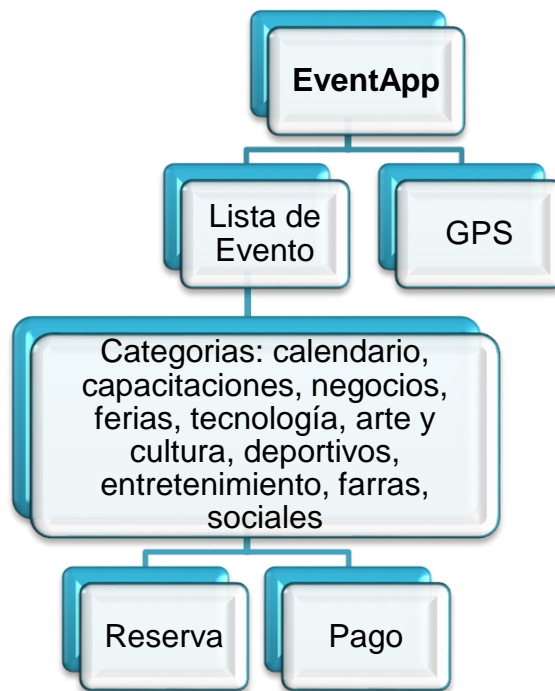 EventApp
Lista de
Evento
GPS
Categorias: calendario,
capacitaciones, negocios,
ferias, tecnología, arte y
cultura, deportivos,
entretenimiento, farras,
sociales
Reserva
Pago